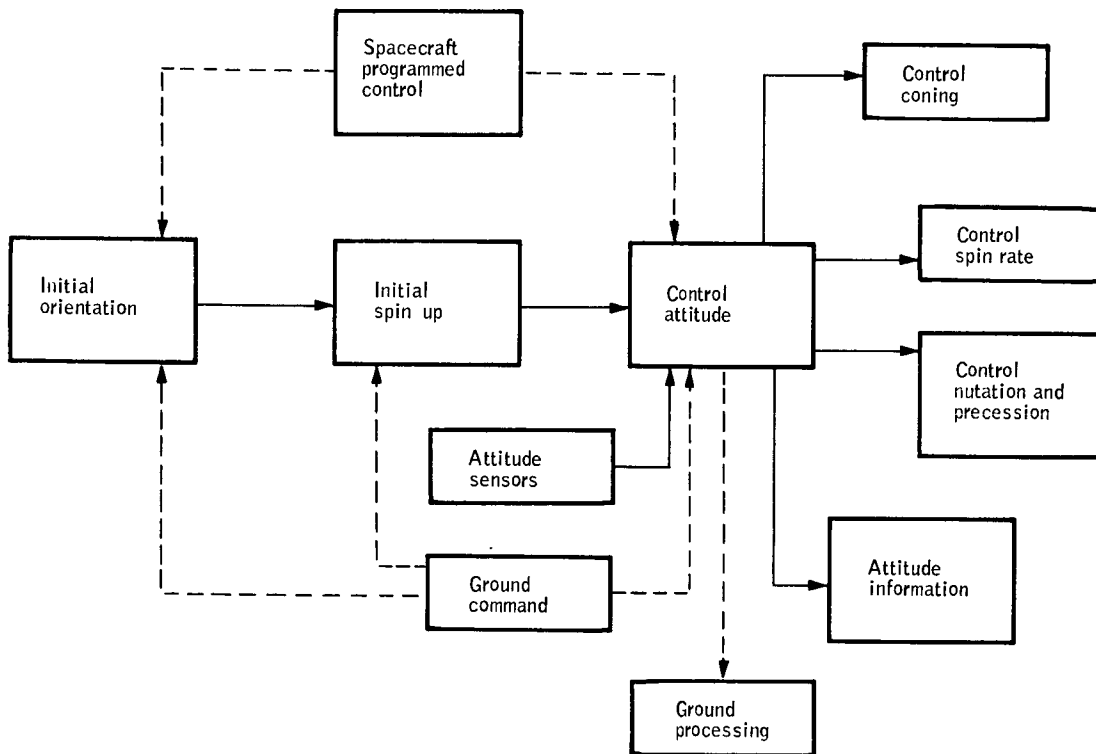 Spacecraft
programmed
control
Control
coning
Initial
orientation
Initial
spin up
Control
attitude
Control
spin rate
Control
nutation and
precession
Attitude
sensors
Ground
command
Attitude
information
Ground
processing